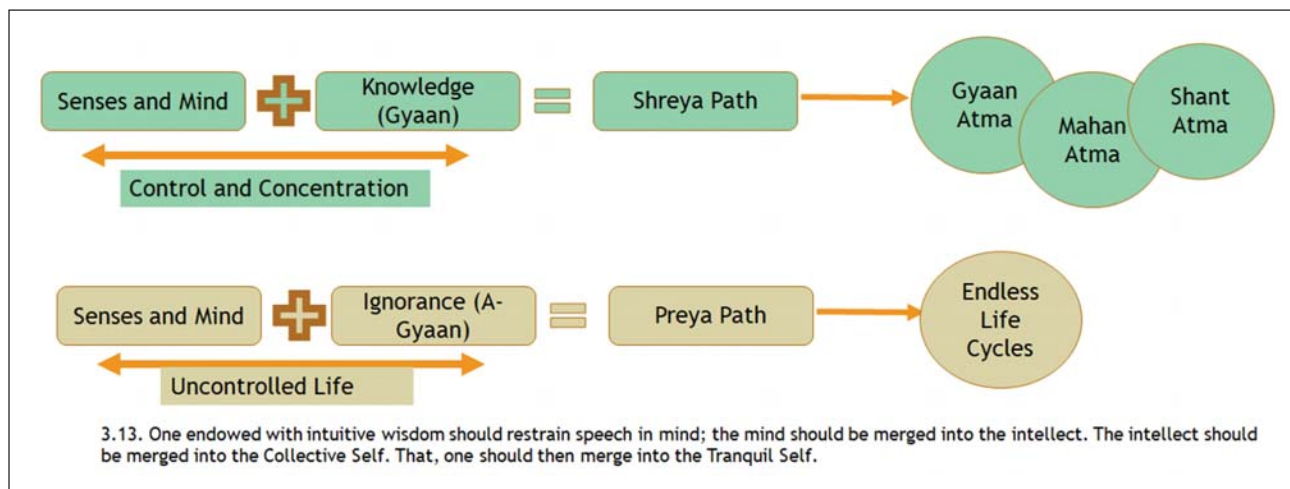 Senses and Mind
Knowledge
(Gyaan)
Shreya Path
Gyaan
Atma
Mahan
Atma
Shant
Atma
Control and Concentration
Senses and Mind
Ignorance (A-
Gyaan)
Preya Path
Endless
Life
Cycles
Uncontrolled Life
3.13. One endowed with intuitive wisdom should restrain speech in mind; the mind should be merged into the intellect. The intellect should
be merged into the Collective Self. That, one should then merge into the Tranquil Self.